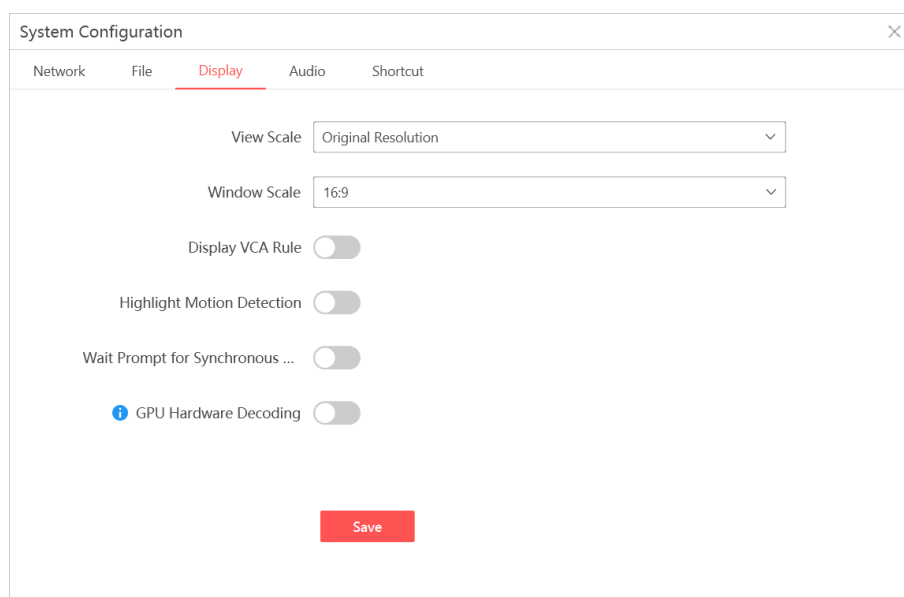 System Configuration
Network File Display Audio Shortcut
View Scale Original Resolution
Window Scale 16:9
Display VCA Rule
Highlight Motion Detection
Wait Prompt for Synchronous ...
GPU Hardware Decoding
Save